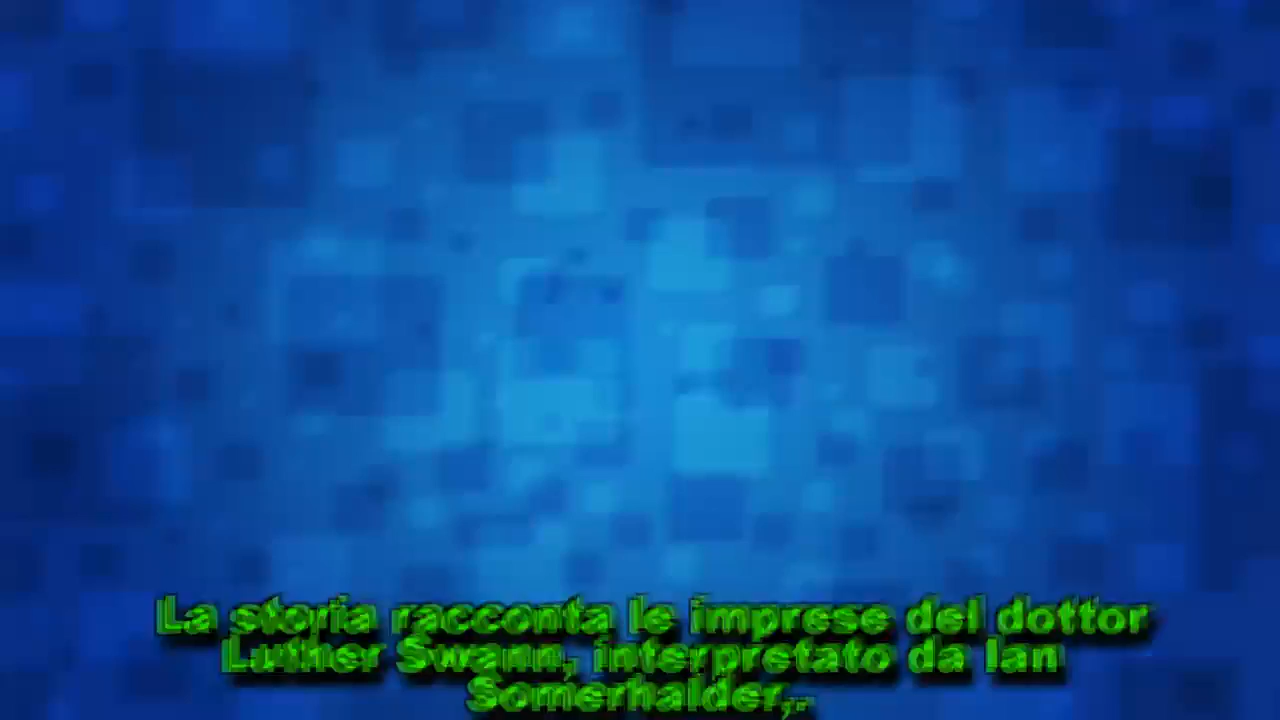 La storia racconta le imprese del dottor
Luther Swann, interpretato da Ian
Somerhalder,..